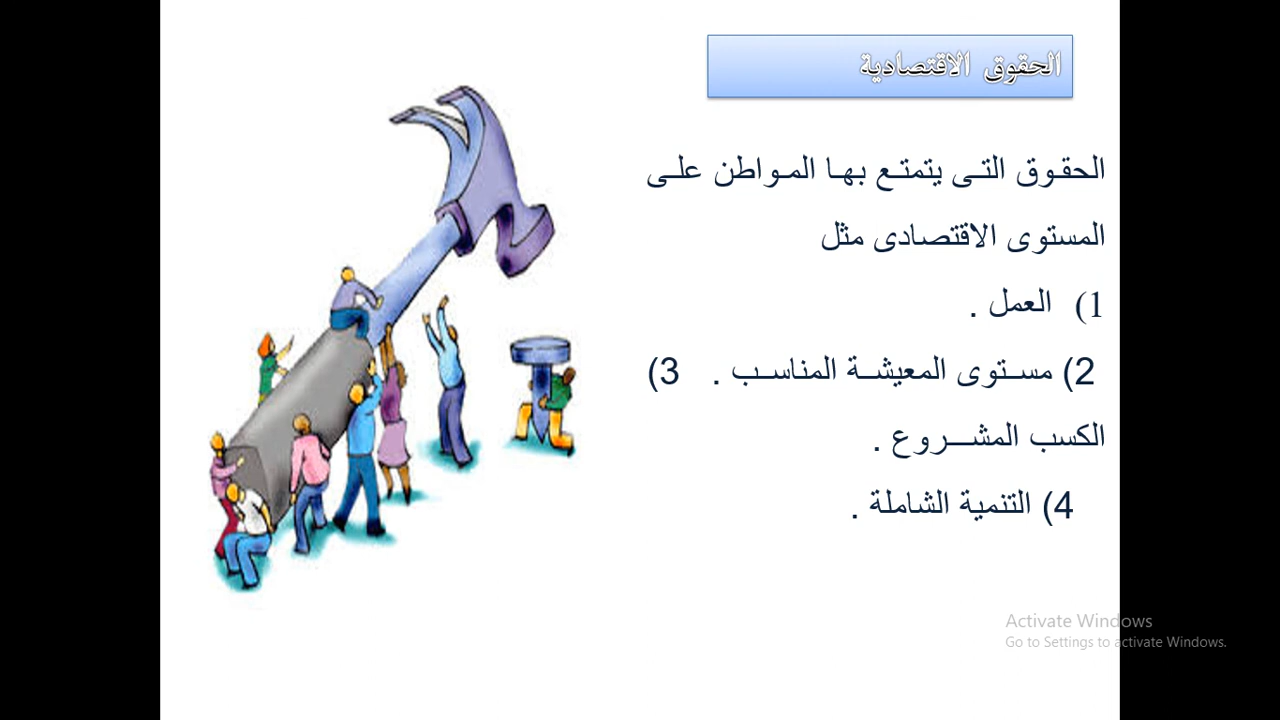 الحقوق الاقتصادية
الحقوق التى يتمتع بها المواطن على
المستوى الاقتصادى مثل
1) العمل .
2) مستوى المعيشة المناسب . 3)
الكسب المشروع .
4) التنمية الشاملة .
Activate Windows
Go to Settings to activate Windows.